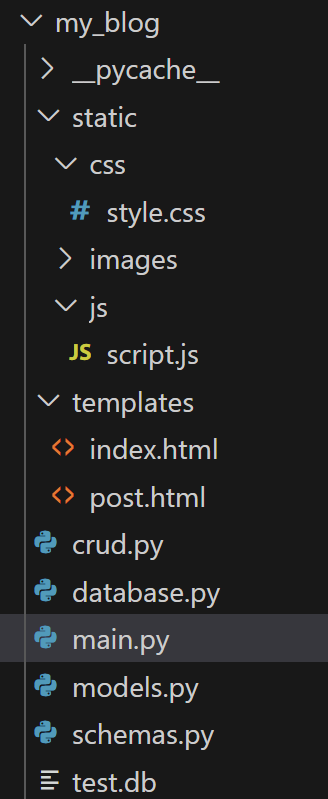 my_blog
__pycache__
static
css
# style.css
images
js
JS script.js
templates
<> index.html
<> post.html
crud.py
database.py
main.py
models.py
schemas.py
test.db